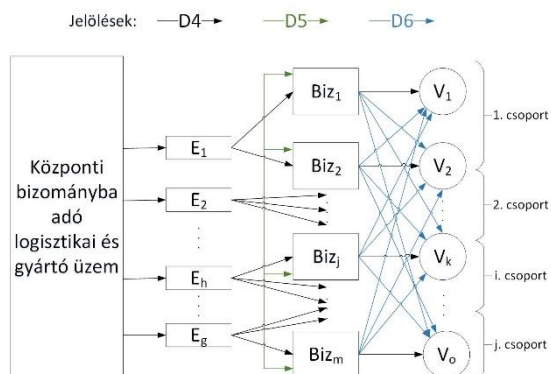 Jelölések: D4 D5 D6
Központi
bizományba
adó
logisztikai és
gyártó üzem
E1
E2
Eh
Eg
Biz1
Biz2
Bizj
Bizm
V1
V2
Vk
Vo
1. csoport
2. csoport
i. csoport
j. csoport